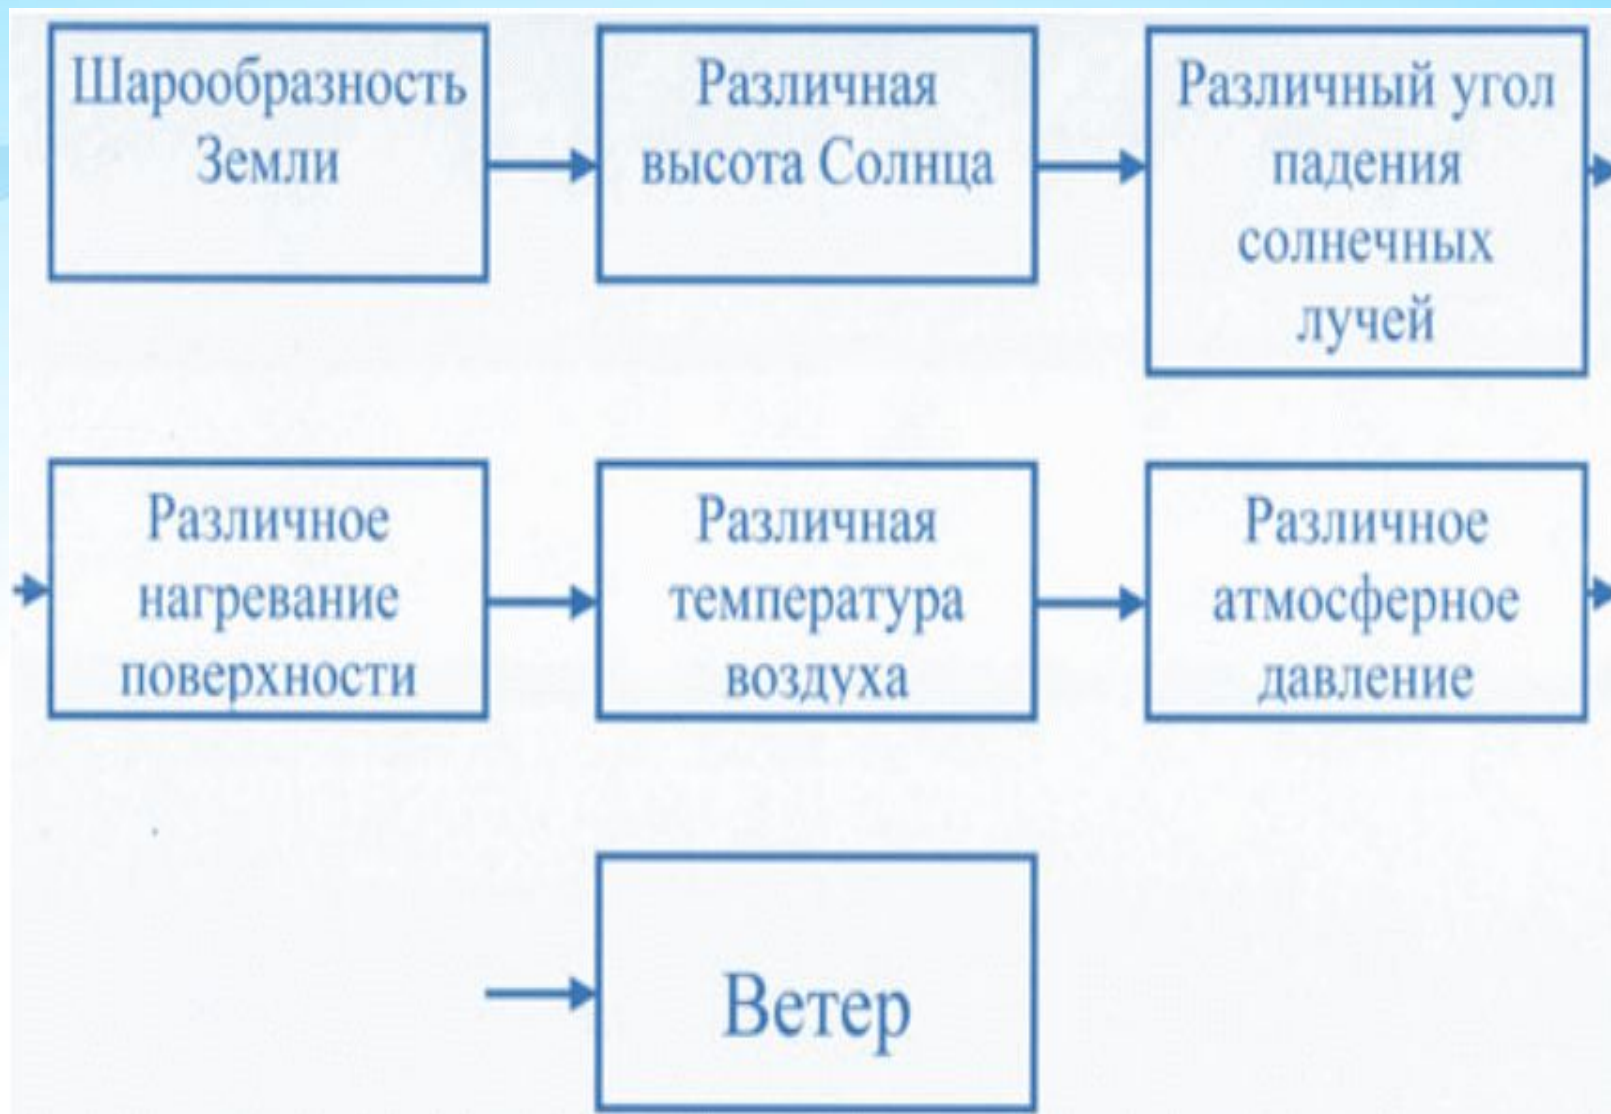 Шарообразность
Земли
Различная
высота Солнца
Различный угол
падения
солнечных
лучей
Различное
нагревание
поверхности
Различная
температура
воздуха
Различное
атмосферное
давление
Ветер